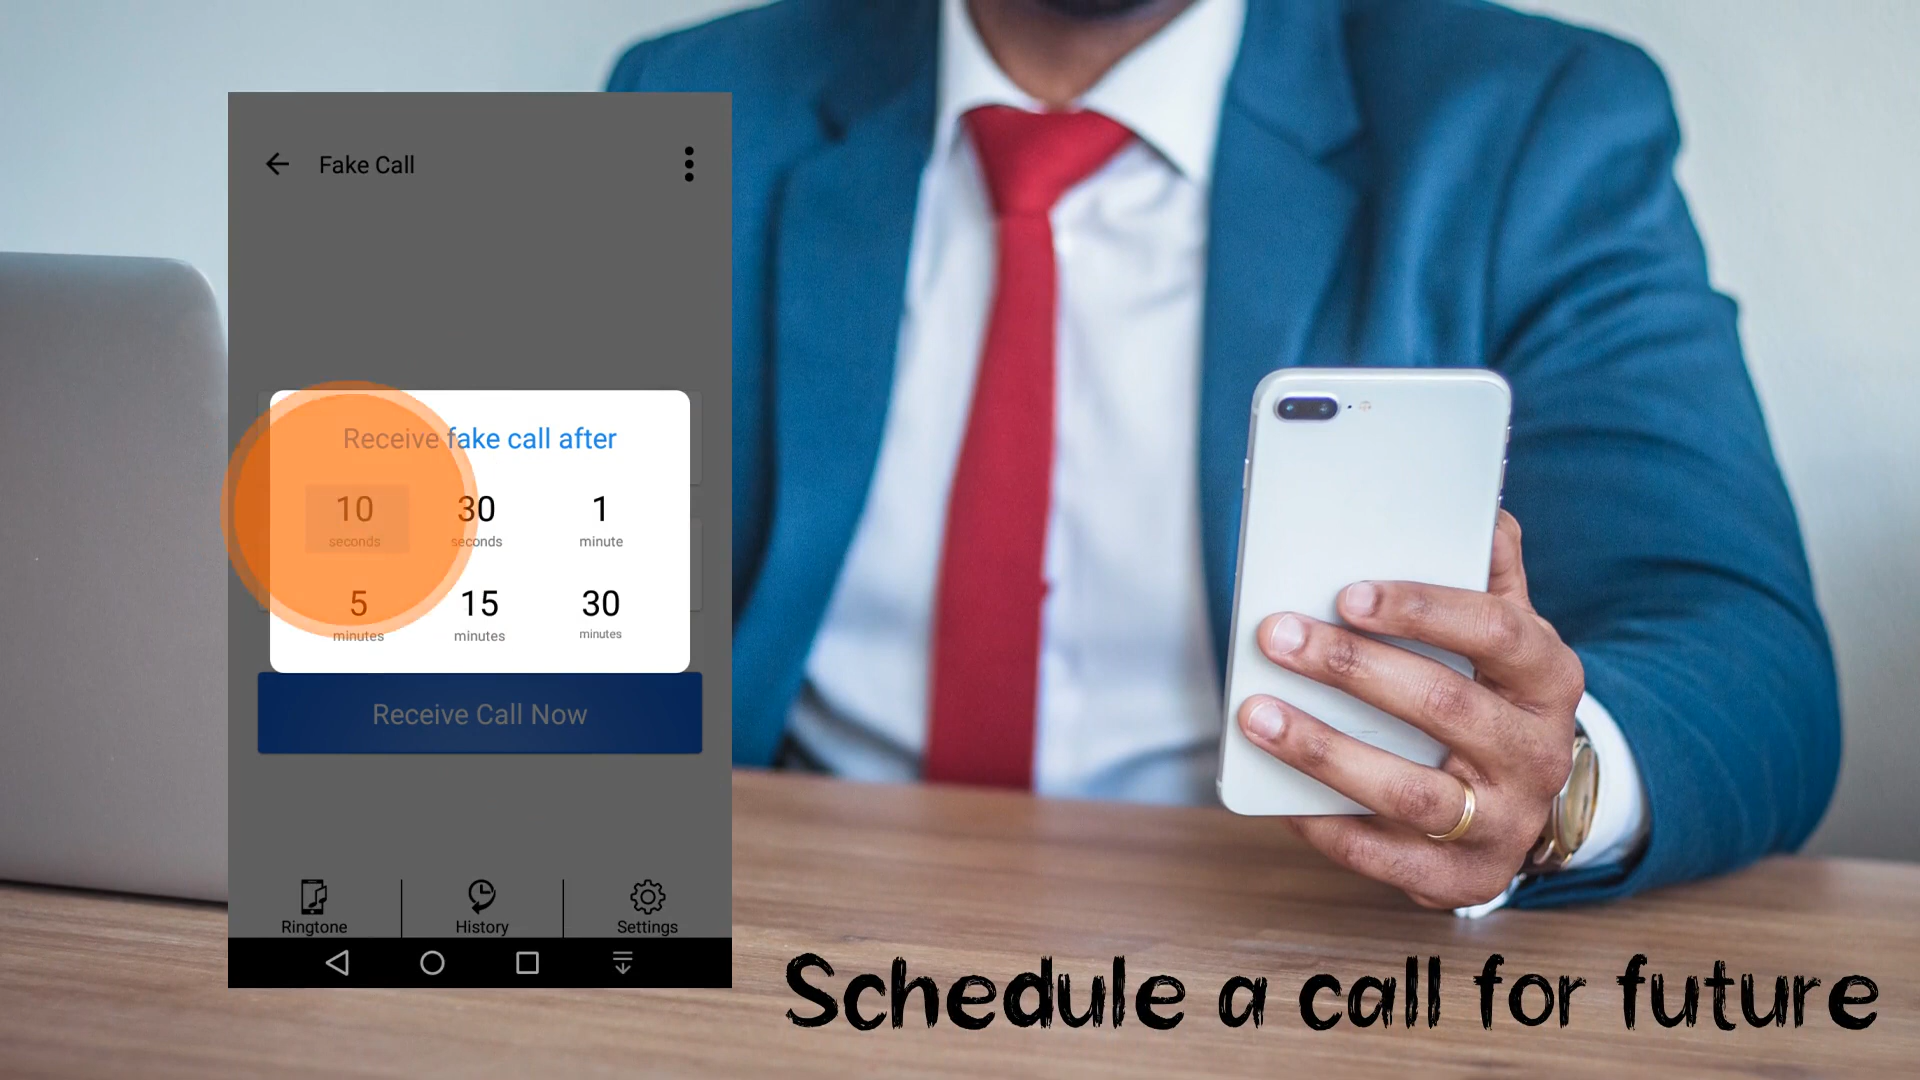 Fake Call
Receive fake call after
10 30 1
seconds seconds minute
5 15 30
minutes minutes minutes
Receive Call Now
Ringtone History Settings
Schedule a call for future